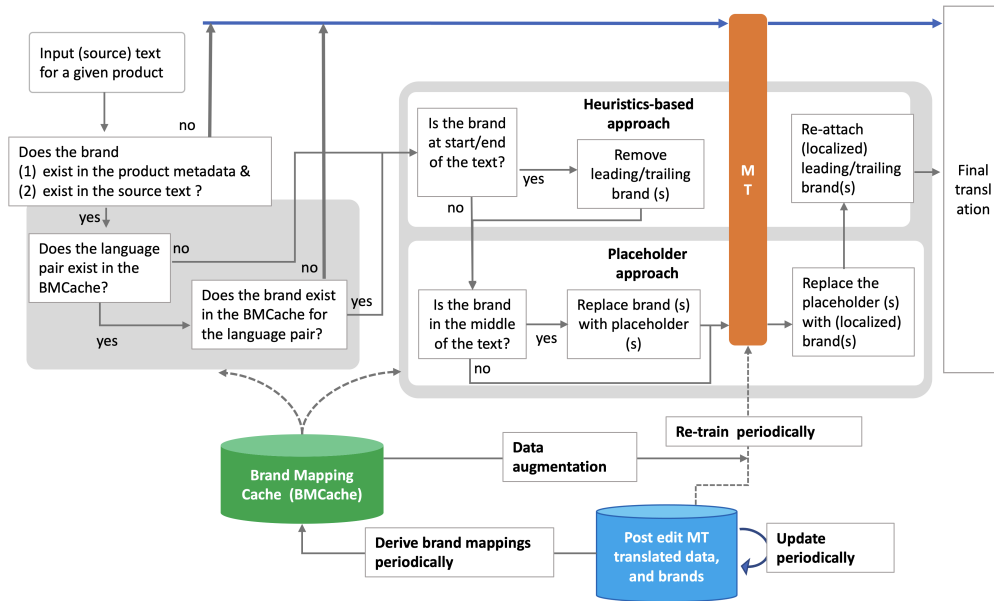 Input (source) text
for a given product
no
Does the brand
(1) exist in the product metadata &
(2) exist in the source text ?
yes
Does the language
pair exist in the
BMCache?
no
yes
Does the brand exist
in the BMCache for
the language pair?
no
yes
Heuristics-based
approach
Is the brand
at start/end
of the text?
yes
no
Remove
leading/trailing
brand (s)
Placeholder
approach
Is the brand
in the middle
of the text?
yes
no
Replace brand (s)
with placeholder
(s)
M
T
Re-attach
(localized)
leading/trailing
brand(s)
Replace the
placeholder (s)
with (localized)
brand(s)
Final
transl
ation
Re-train periodically
Data
augmentation
Brand Mapping
Cache (BMCache)
Derive brand mappings
periodically
Post edit MT
translated data,
and brands
Update
periodically